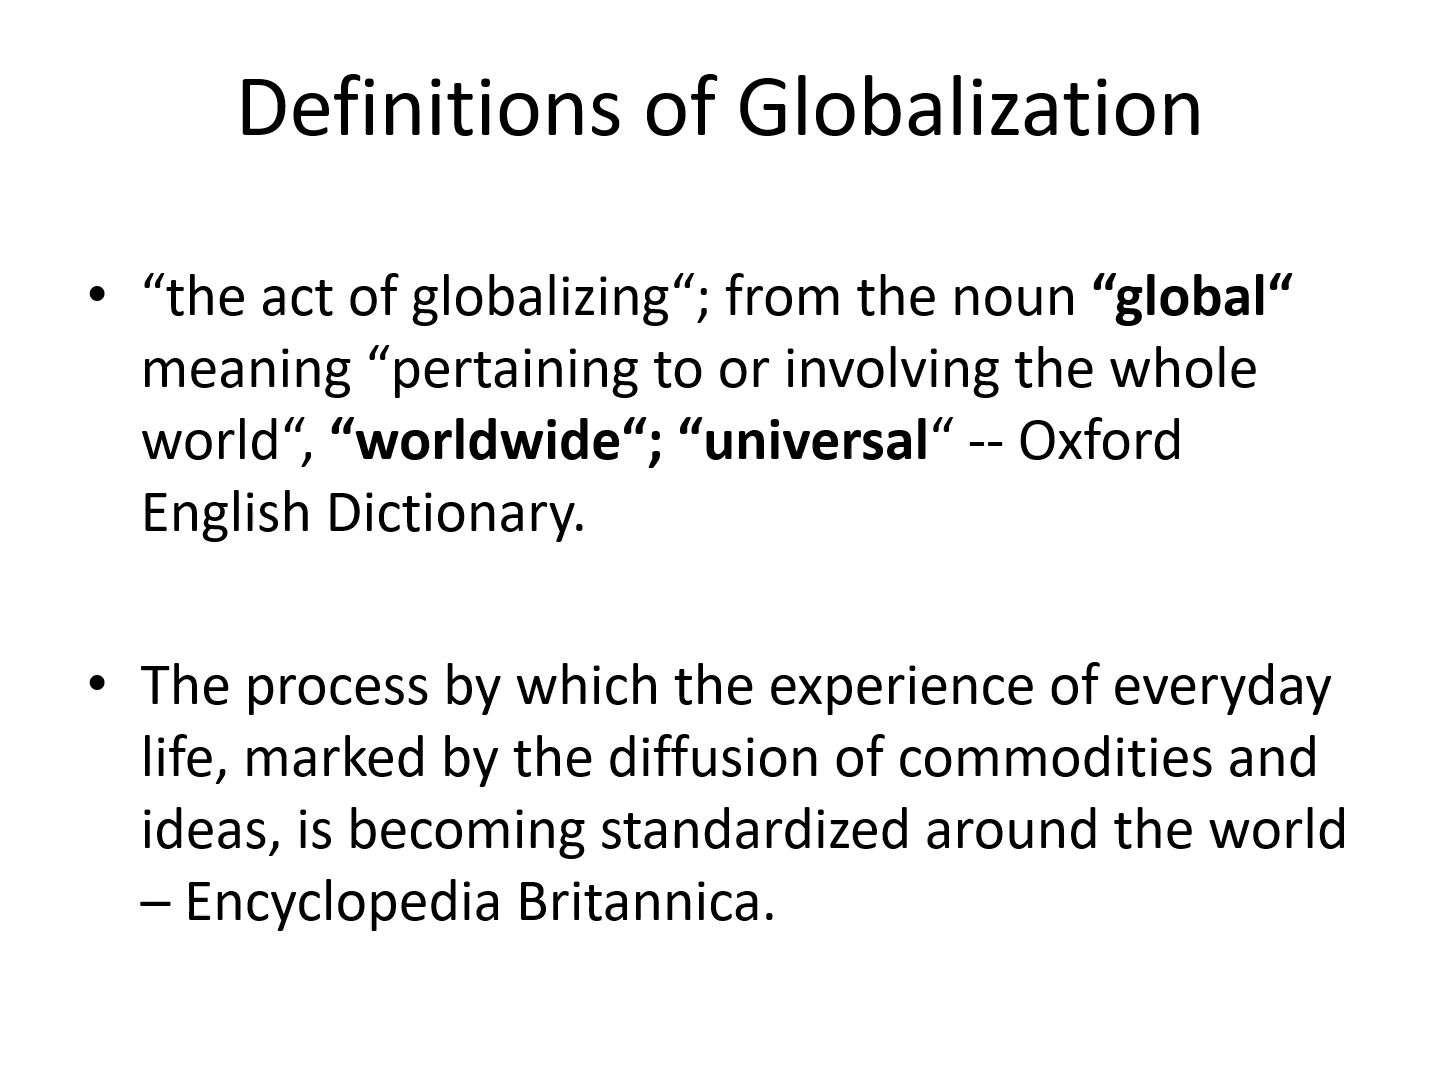 Definitions of Globalization
• “the act of globalizing“; from the noun “global“
meaning “pertaining to or involving the whole
world“, “worldwide“; “universal“ -- Oxford
English Dictionary.
• The process by which the experience of everyday
life, marked by the diffusion of commodities and
ideas, is becoming standardized around the world
– Encyclopedia Britannica.